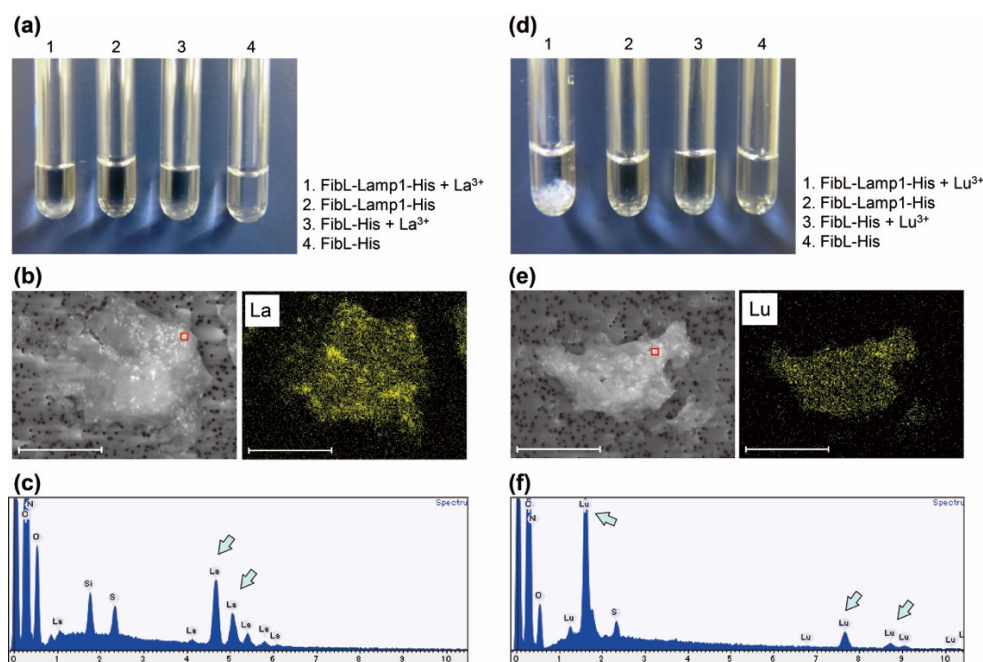 (a)
1 2 3 4
1. FibL-Lamp1-His + La³⁺
2. FibL-Lamp1-His
3. FibL-His + La³⁺
4. FibL-His
(b)
La
(c)
Spectru
N
O
La
Si
S
La
La
La
La
La
La
0 1 2 3 4 5 6 7 8 9 10
(d)
1 2 3 4
1. FibL-Lamp1-His + Lu³⁺
2. FibL-Lamp1-His
3. FibL-His + Lu³⁺
4. FibL-His
(e)
Lu
(f)
Spectru
N
O
Lu
Lu
S
Lu
Lu
Lu
Lu
Lu
0 1 2 3 4 5 6 7 8 9 10